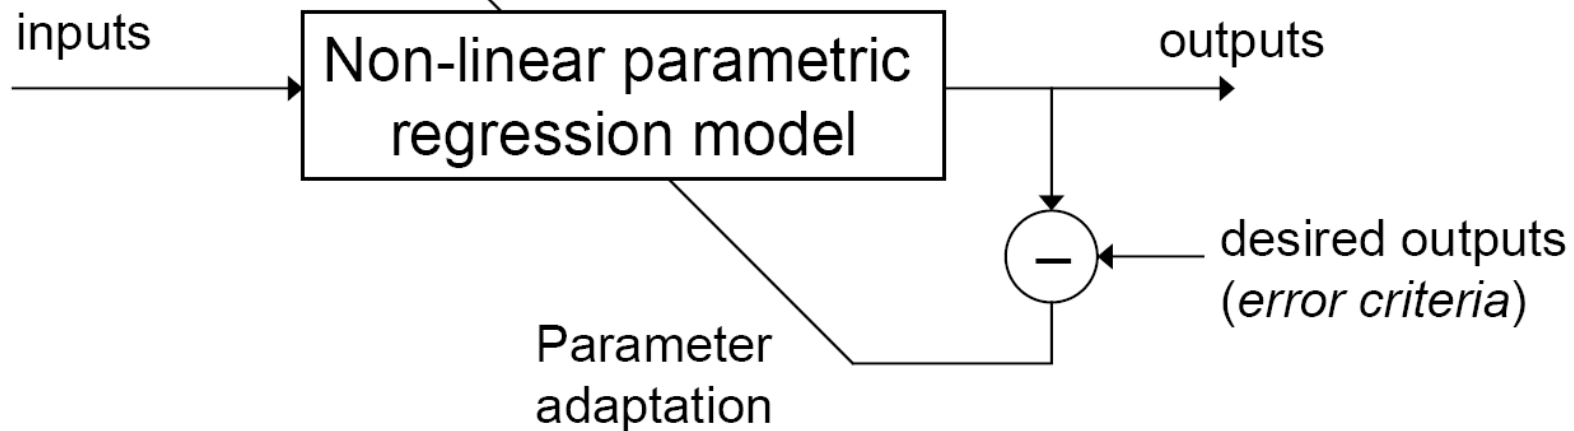 inputs
Non-linear parametric
regression model
outputs
–
desired outputs
(error criteria)
Parameter
adaptation